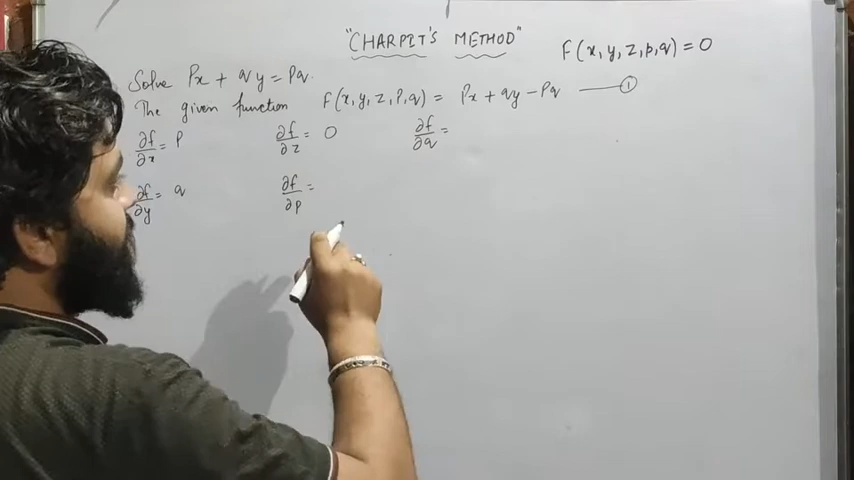 "CHARPIT'S METHOD"
F(x,y,z,p,q)=0
Solve Px + qy = Pq.
The given function F(x,y,z,P,q) = Px + qy - Pq —— ①
∂f/∂x = P ∂f/∂z = 0 ∂f/∂q =
∂f/∂y = q ∂f/∂p =